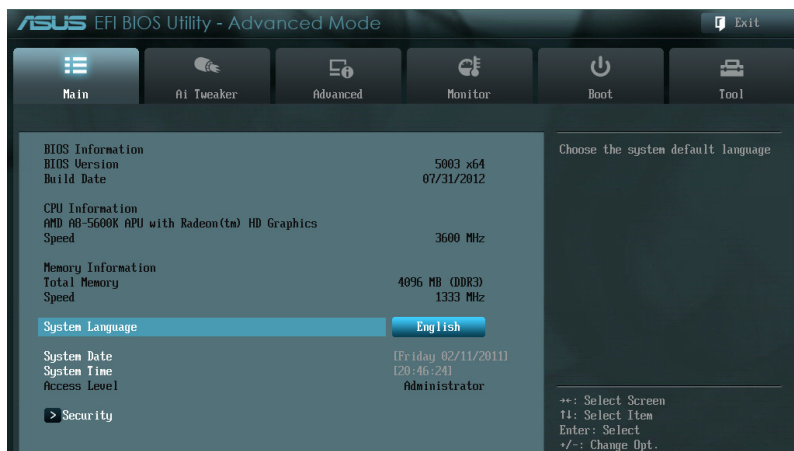 ASUS EFI BIOS Utility - Advanced Mode
Exit
Main
Ai Tweaker
Advanced
Monitor
Boot
Tool
BIOS Information
BIOS Version 5003 x64
Build Date 07/31/2012
CPU Information
AMD A8-5600K APU with Radeon(tm) HD Graphics
Speed 3600 MHz
Memory Information
Total Memory 4096 MB (DDR3)
Speed 1333 MHz
System Language English
System Date [Friday 02/11/2011]
System Time [20:46:24]
Access Level Administrator
> Security
Choose the system default language
→←: Select Screen
↑↓: Select Item
Enter: Select
+/-: Change Opt.